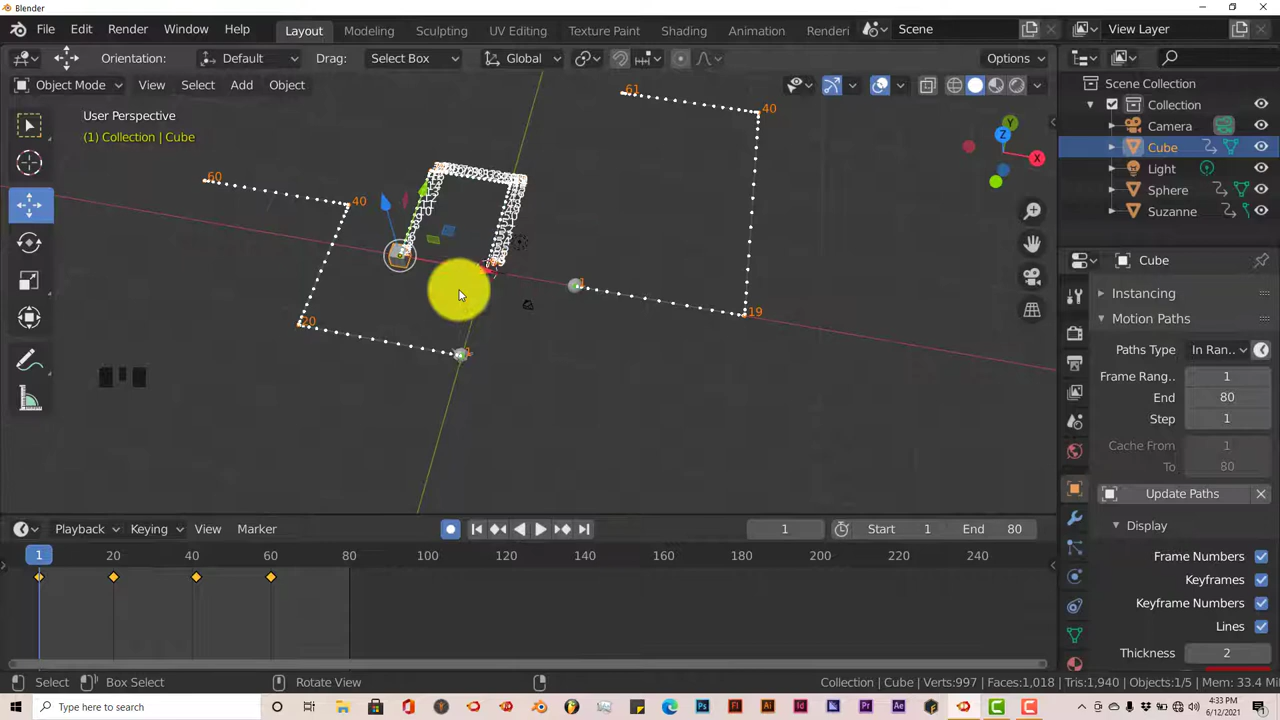 Blender
File Edit Render Window Help Layout Modeling Sculpting UV Editing Texture Paint Shading Animation Renderi Scene View Layer
Orientation: Default Drag: Select Box Global Options
Object Mode View Select Add Object
Scene Collection
Collection
Camera
Cube
Light
Sphere
Suzanne
User Perspective
(1) Collection | Cube
61
40
60
40
20
19
Cube
Instancing
Motion Paths
Paths Type In Ran..
Frame Rang.. 1
End 80
Step 1
Cache From 1
To 80
Update Paths
Display
Frame Numbers
Keyframes
Keyframe Numbers
Lines
Thickness 2
Playback Keying View Marker 1 Start 1 End 80
1 20 40 60 80 100 120 140 160 180 200 220 240
Select Box Select Rotate View Collection | Cube | Verts:997 | Faces:1,018 | Tris:1,940 | Objects:1/5 | Mem: 33.4 Mi
Type here to search
4:33 PM
6/12/2021